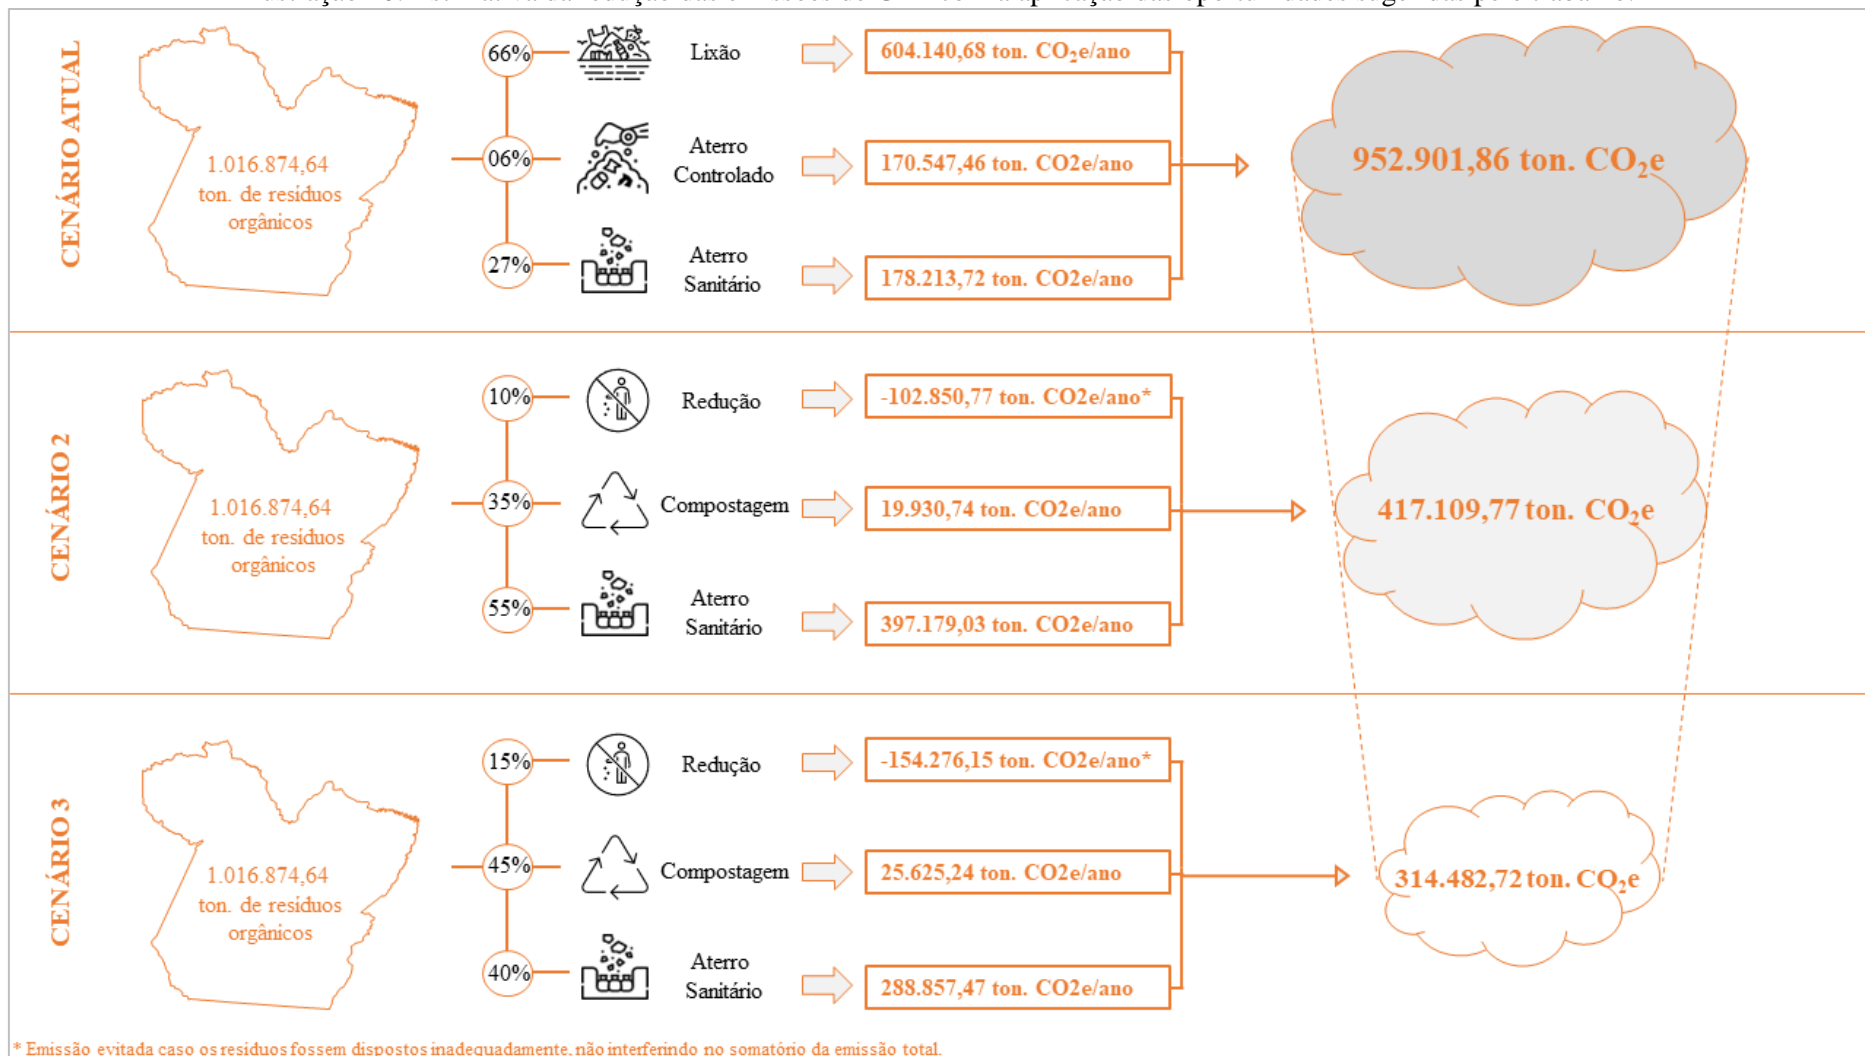 CENÁRIO ATUAL
1.016.874,64
ton. de resíduos
orgânicos
66%
Lixão
604.140,68 ton. CO₂e/ano
06%
Aterro
Controlado
170.547,46 ton. CO2e/ano
27%
Aterro
Sanitário
178.213,72 ton. CO2e/ano
952.901,86 ton. CO₂e
CENÁRIO 2
1.016.874,64
ton. de resíduos
orgânicos
10%
Redução
-102.850,77 ton. CO2e/ano*
35%
Compostagem
19.930,74 ton. CO2e/ano
55%
Aterro
Sanitário
397.179,03 ton. CO2e/ano
417.109,77 ton. CO₂e
CENÁRIO 3
1.016.874,64
ton. de resíduos
orgânicos
15%
Redução
-154.276,15 ton. CO2e/ano*
45%
Compostagem
25.625,24 ton. CO2e/ano
40%
Aterro
Sanitário
288.857,47 ton. CO2e/ano
314.482,72 ton. CO₂e
* Emissão evitada caso os resíduos fossem dispostos inadequadamente, não interferindo no somatório da emissão total.